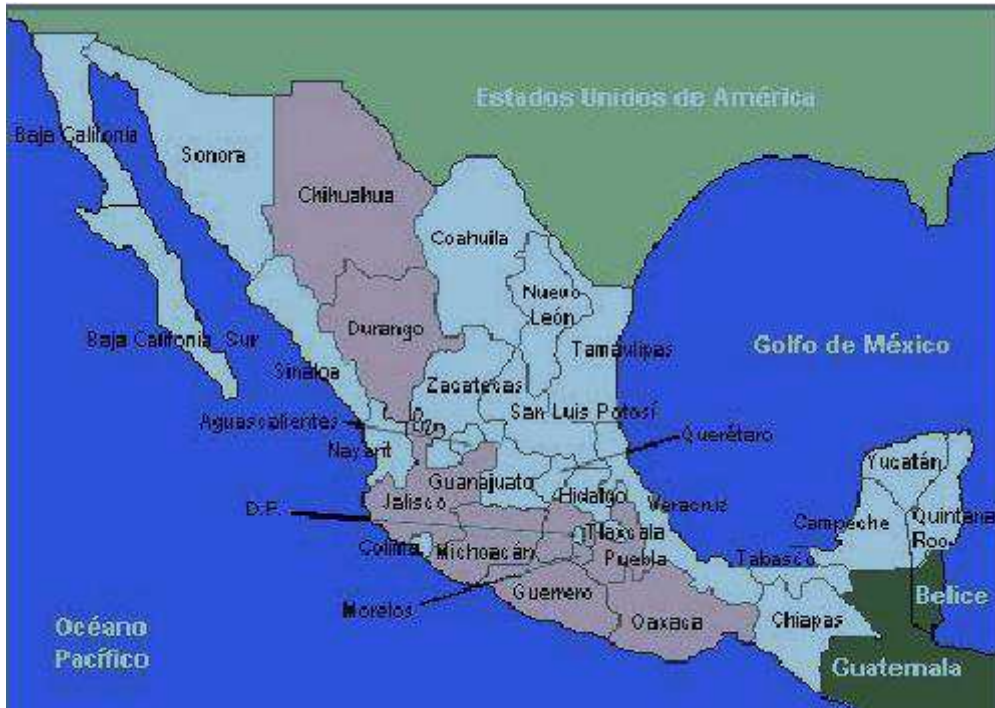 Estados Unidos de América
Baja Califonia
Sonora
Chihuahua
Coahuila
Nuevo
León
Durango
Baja Califonia Sur
Tamaulipas
Golfo de México
Sinaloa
Zacatecas
San Luis Potosí
Aguascalientes
Querétaro
Nayarit
Yucatán
Guanajuato
Jalisco
Hidalgo
Veracruz
D.F.
Campeche
Quintana
Roo
Tlaxcala
Colima
Michoacán
Puebla
Tabasco
Guerrero
Belice
Morelos
Oaxaca
Chiapas
Océano
Pacífico
Guatemala